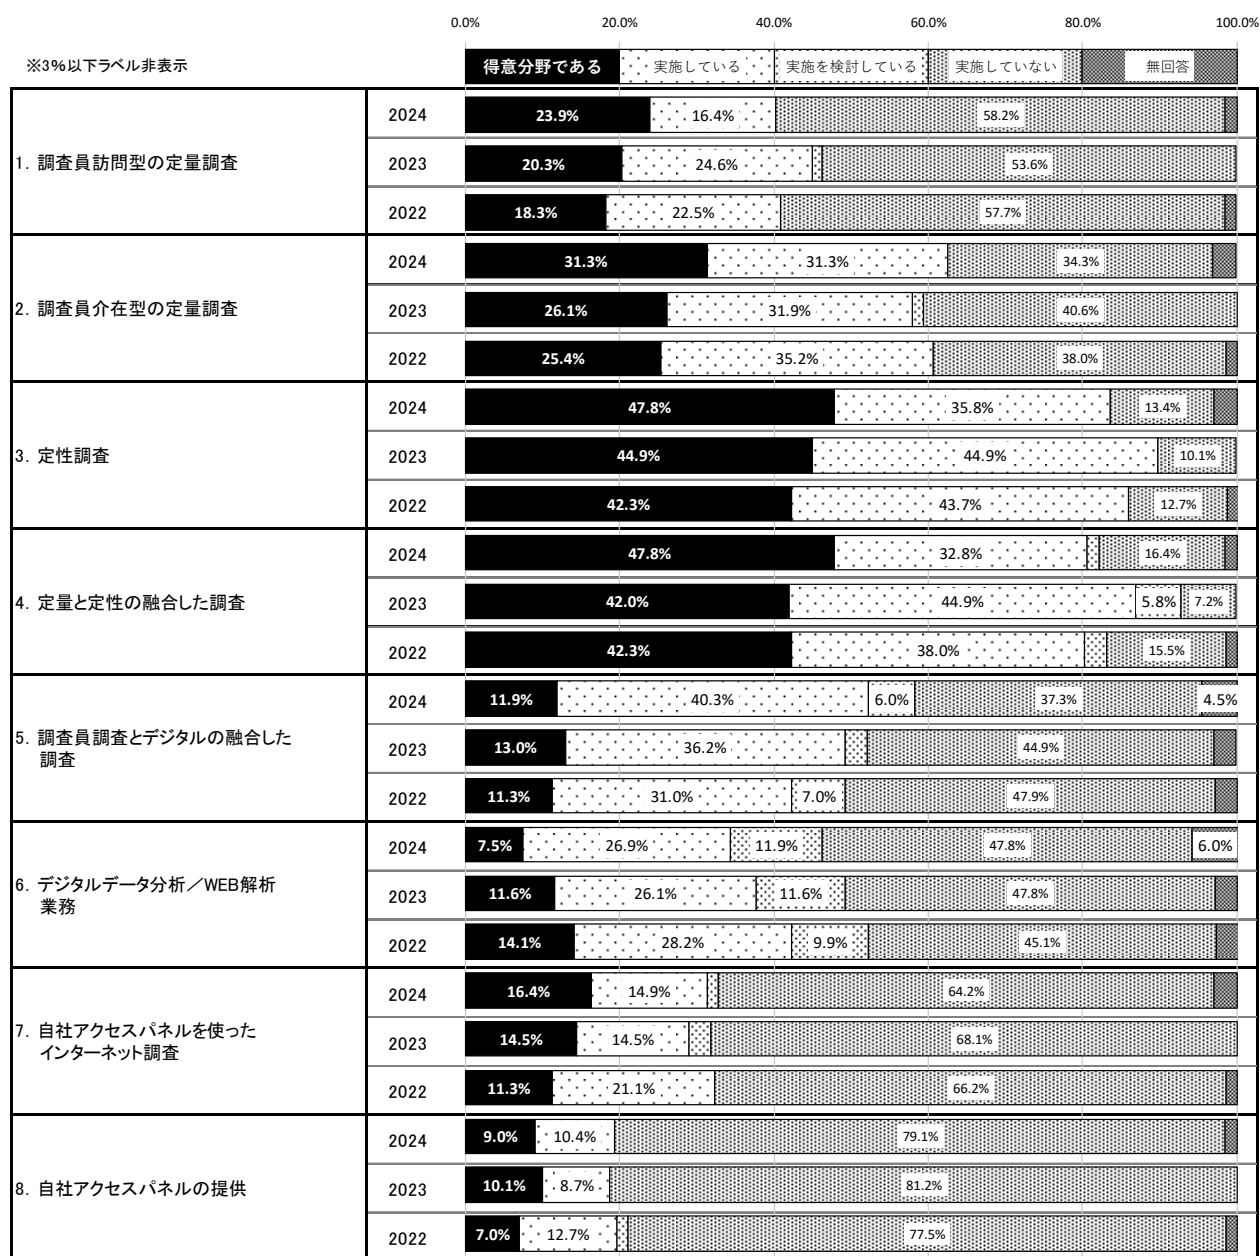 0.0% 20.0% 40.0% 60.0% 80.0% 100.0%
※3%以下ラベル非表示 得意分野である 実施している 実施を検討している 実施していない 無回答
1. 調査員訪問型の定量調査
2024 23.9% 16.4% 58.2%
2023 20.3% 24.6% 53.6%
2022 18.3% 22.5% 57.7%
2. 調査員介在型の定量調査
2024 31.3% 31.3% 34.3%
2023 26.1% 31.9% 40.6%
2022 25.4% 35.2% 38.0%
3. 定性調査
2024 47.8% 35.8% 13.4%
2023 44.9% 44.9% 10.1%
2022 42.3% 43.7% 12.7%
4. 定量と定性の融合した調査
2024 47.8% 32.8% 16.4%
2023 42.0% 44.9% 5.8% 7.2%
2022 42.3% 38.0% 15.5%
5. 調査員調査とデジタルの融合した
調査
2024 11.9% 40.3% 6.0% 37.3% 4.5%
2023 13.0% 36.2% 44.9%
2022 11.3% 31.0% 7.0% 47.9%
6. デジタルデータ分析／WEB解析
業務
2024 7.5% 26.9% 11.9% 47.8% 6.0%
2023 11.6% 26.1% 11.6% 47.8%
2022 14.1% 28.2% 9.9% 45.1%
7. 自社アクセスパネルを使った
インターネット調査
2024 16.4% 14.9% 64.2%
2023 14.5% 14.5% 68.1%
2022 11.3% 21.1% 66.2%
8. 自社アクセスパネルの提供
2024 9.0% 10.4% 79.1%
2023 10.1% 8.7% 81.2%
2022 7.0% 12.7% 77.5%